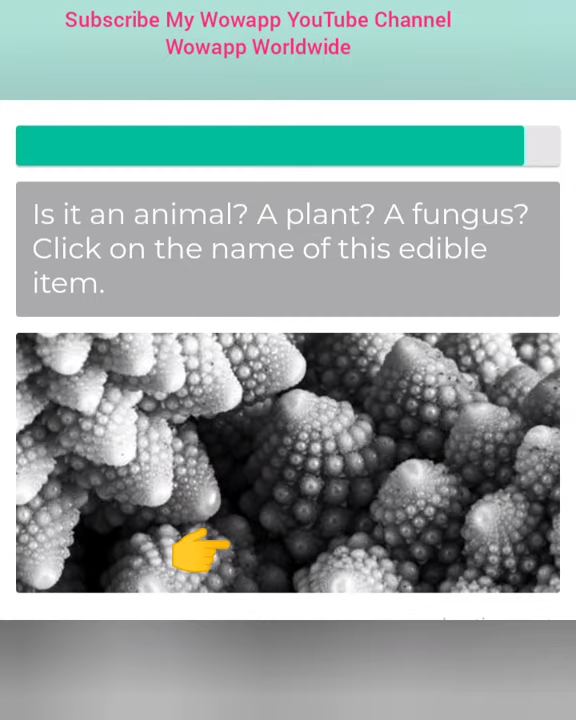 Subscribe My Wowapp YouTube Channel
Wowapp Worldwide
Is it an animal? A plant? A fungus?
Click on the name of this edible
item.